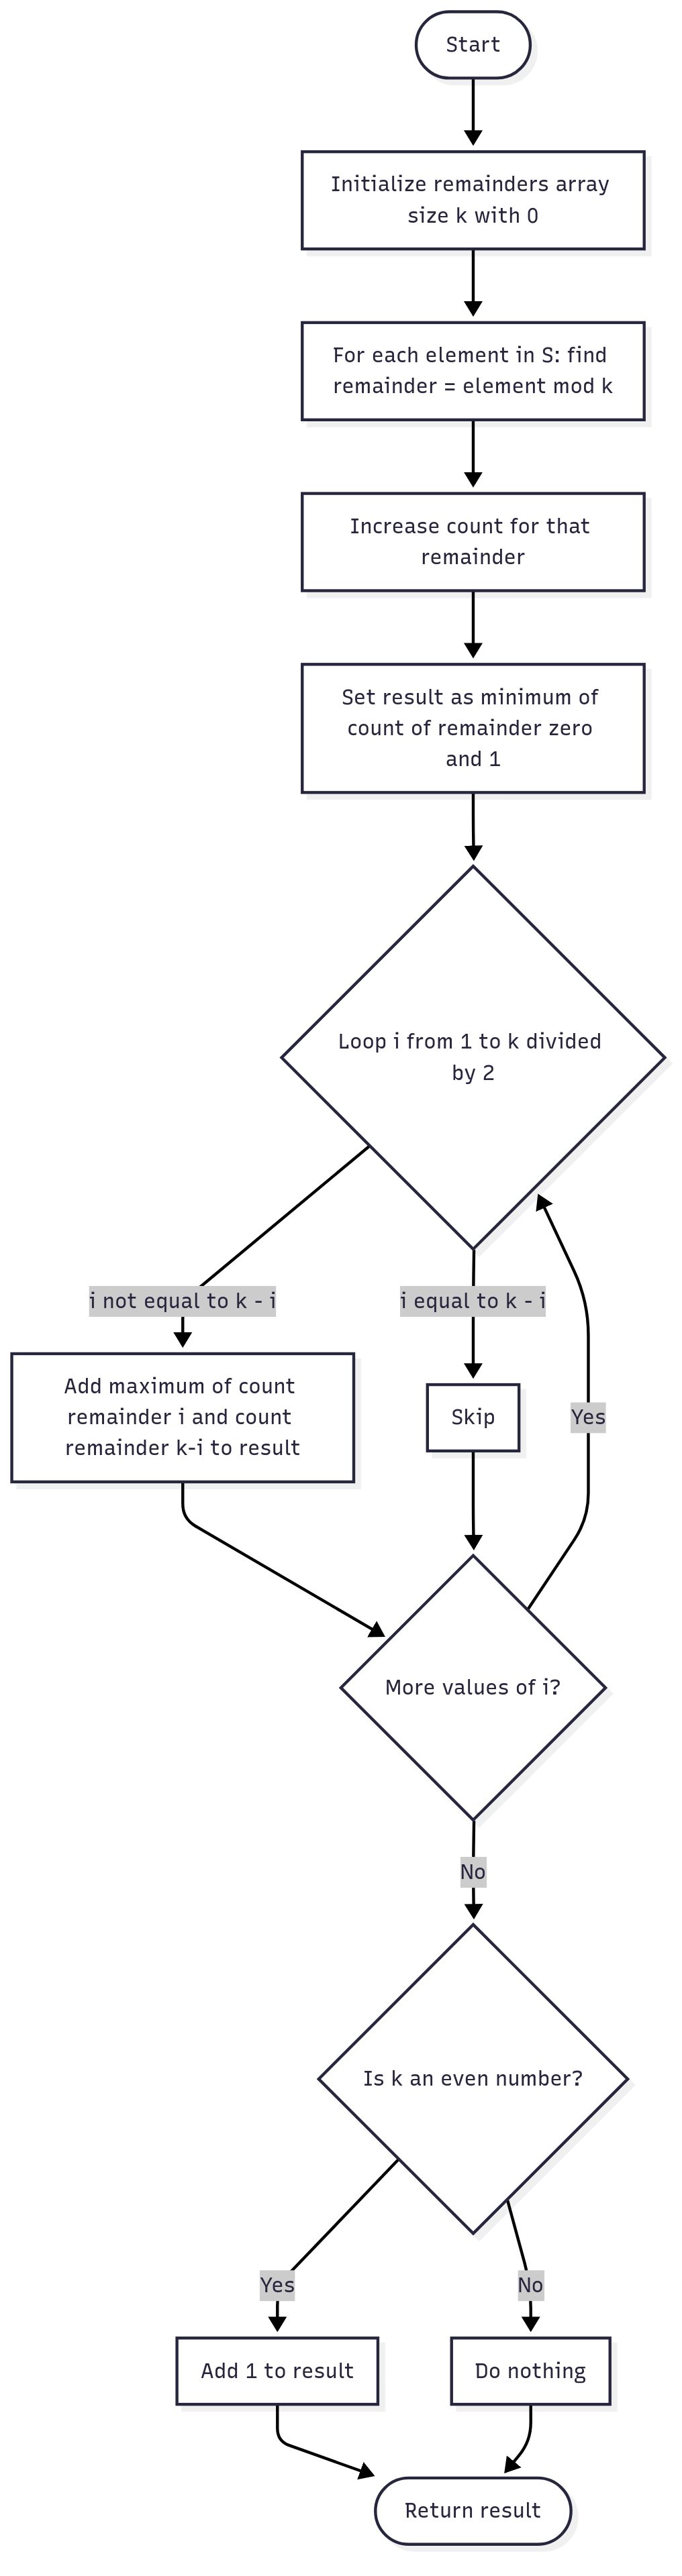 Start
Initialize remainders array
size k with 0
For each element in S: find
remainder = element mod k
Increase count for that
remainder
Set result as minimum of
count of remainder zero
and 1
Loop i from 1 to k divided
by 2
i not equal to k - i
i equal to k - i
Add maximum of count
remainder i and count
remainder k-i to result
Skip
Yes
More values of i?
No
Is k an even number?
Yes
No
Add 1 to result
Do nothing
Return result